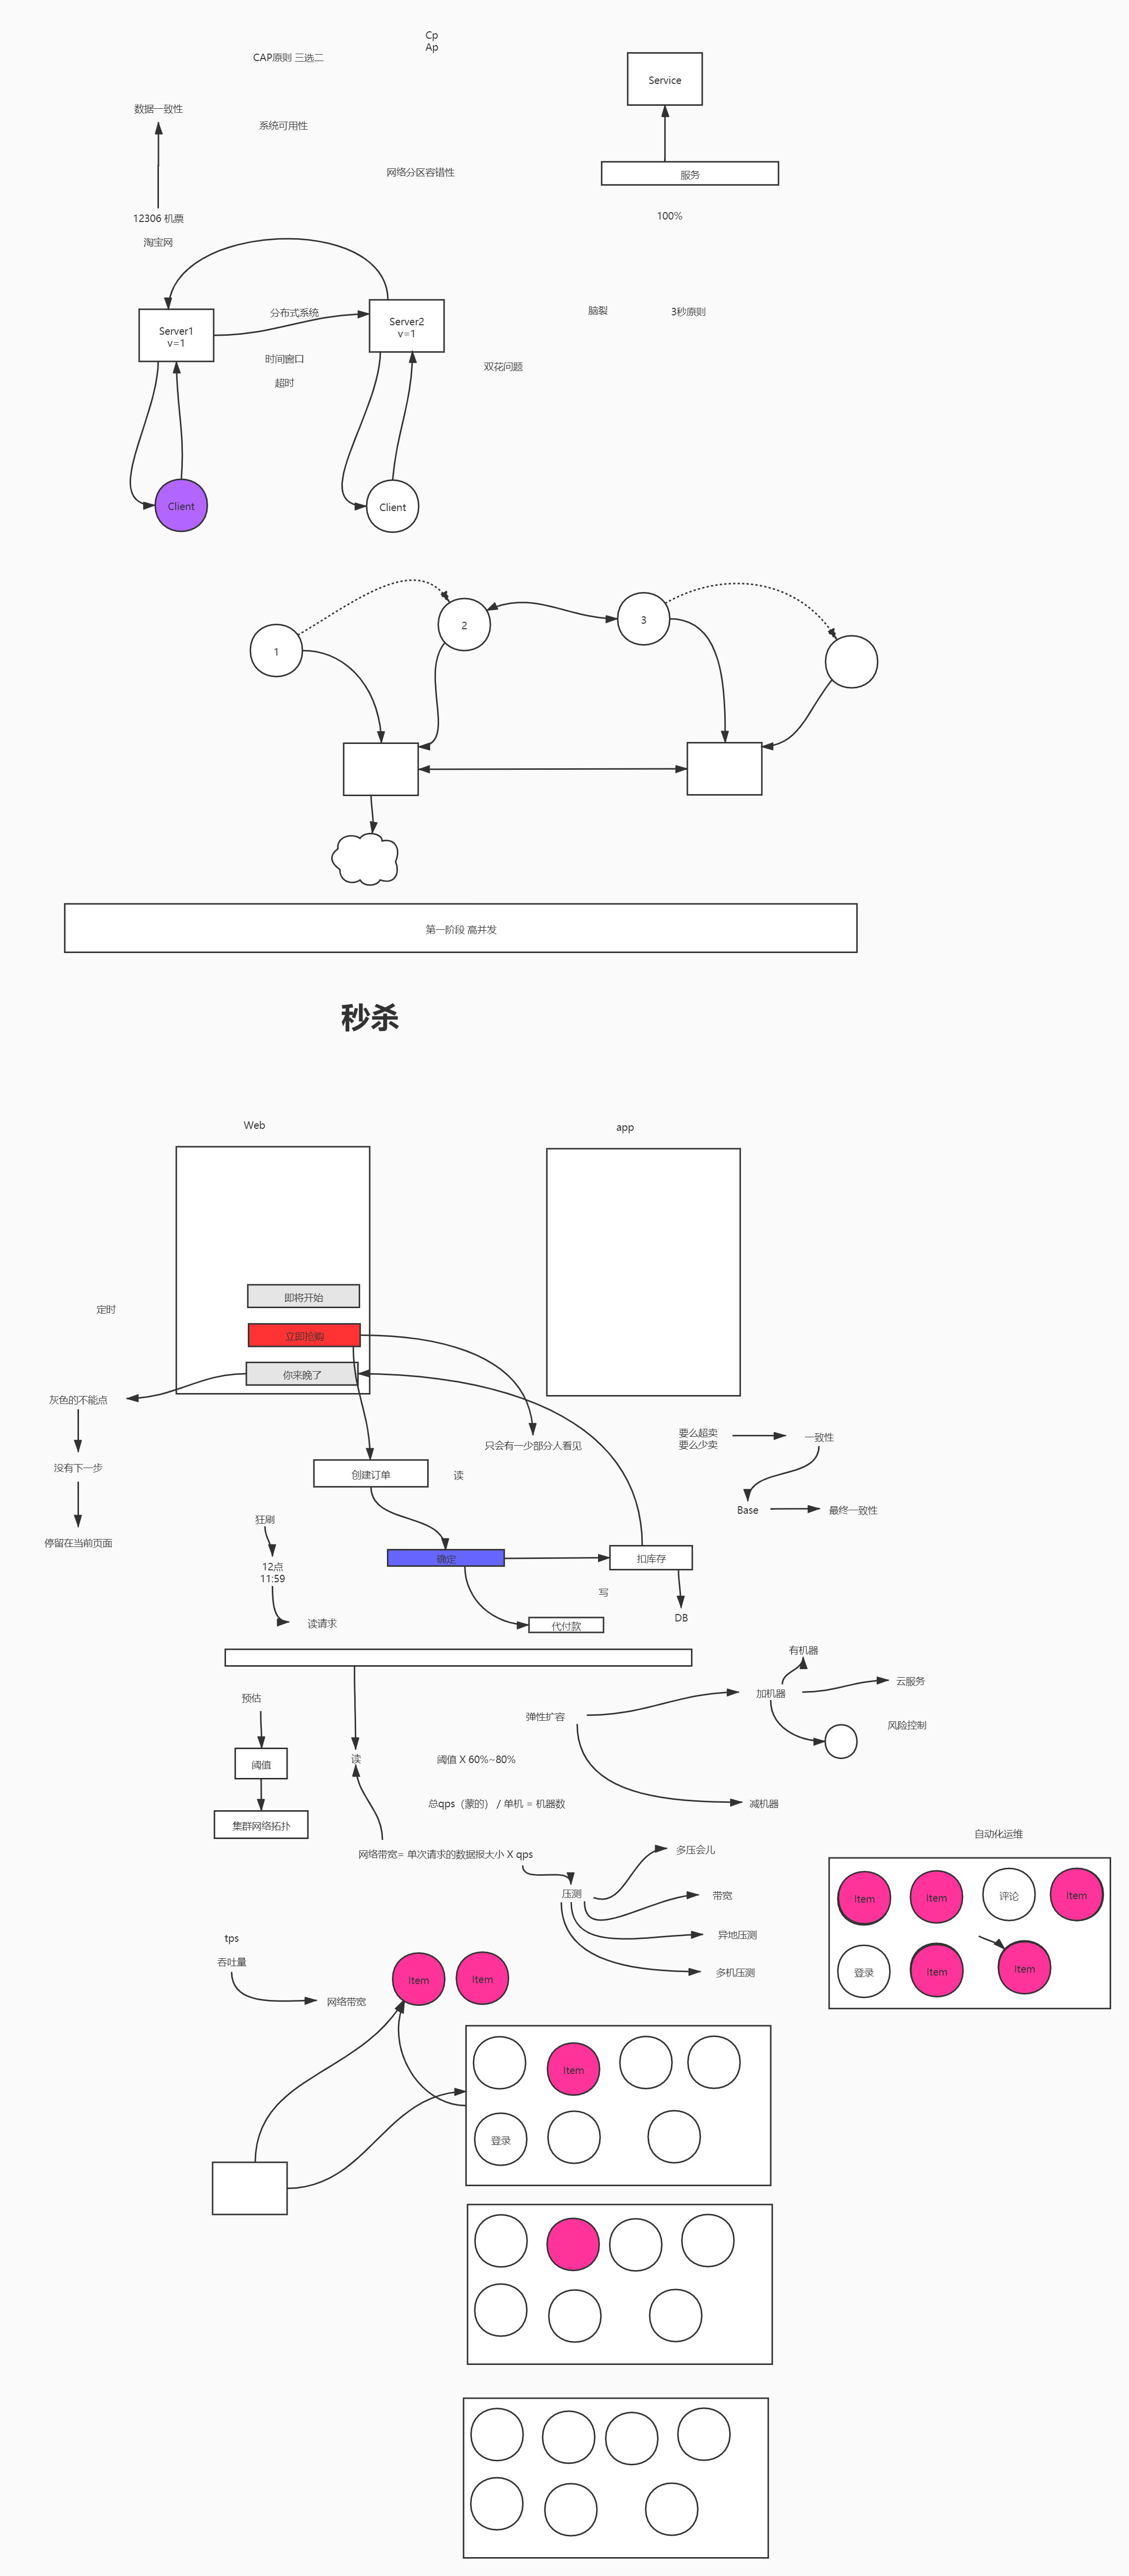 Cp
Ap
CAP原则 三选二
Service
数据一致性
系统可用性
网络分区容错性
服务
12306 机票
100%
淘宝网
分布式系统
脑裂
3秒原则
Server1
v=1
Server2
v=1
时间窗口
双花问题
超时
Client
Client
1
2
3
第一阶段 高并发
秒杀
Web
app
即将开始
定时
立即抢购
你来晚了
灰色的不能点
只会有一少部分人看见
要么超卖
要么少卖
一致性
没有下一步
创建订单
读
Base
最终一致性
停留在当前页面
狂刷
确定
扣库存
12点
11:59
写
DB
读请求
代付款
有机器
云服务
预估
加机器
弹性扩容
风险控制
阈值
读
阈值 X 60%~80%
总qps（蒙的） / 单机 = 机器数
减机器
集群网络拓扑
自动化运维
网络带宽= 单次请求的数据报大小 X qps
多压会儿
压测
带宽
Item
Item
评论
Item
tps
异地压测
吞吐量
Item
Item
多机压测
登录
Item
Item
网络带宽
Item
登录